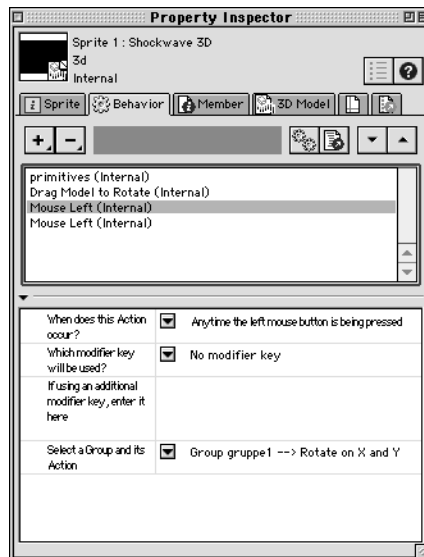 Property Inspector
Sprite 1: Shockwave 3D
3d
Internal
Sprite
Behavior
Member
3D Model
primitives (Internal)
Drag Model to Rotate (Internal)
Mouse Left (Internal)
Mouse Left (Internal)
When does this Action
occur?
Anytime the left mouse button is being pressed
Which modifier key
will be used?
No modifier key
If using an additional
modifier key, enter it
here
Select a Group and its
Action
Group gruppe1 --> Rotate on X and Y